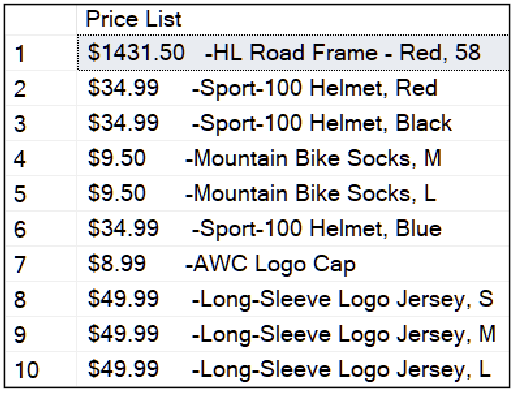 Price List
1 $1431.50 -HL Road Frame - Red, 58
2 $34.99 -Sport-100 Helmet, Red
3 $34.99 -Sport-100 Helmet, Black
4 $9.50 -Mountain Bike Socks, M
5 $9.50 -Mountain Bike Socks, L
6 $34.99 -Sport-100 Helmet, Blue
7 $8.99 -AWC Logo Cap
8 $49.99 -Long-Sleeve Logo Jersey, S
9 $49.99 -Long-Sleeve Logo Jersey, M
10 $49.99 -Long-Sleeve Logo Jersey, L